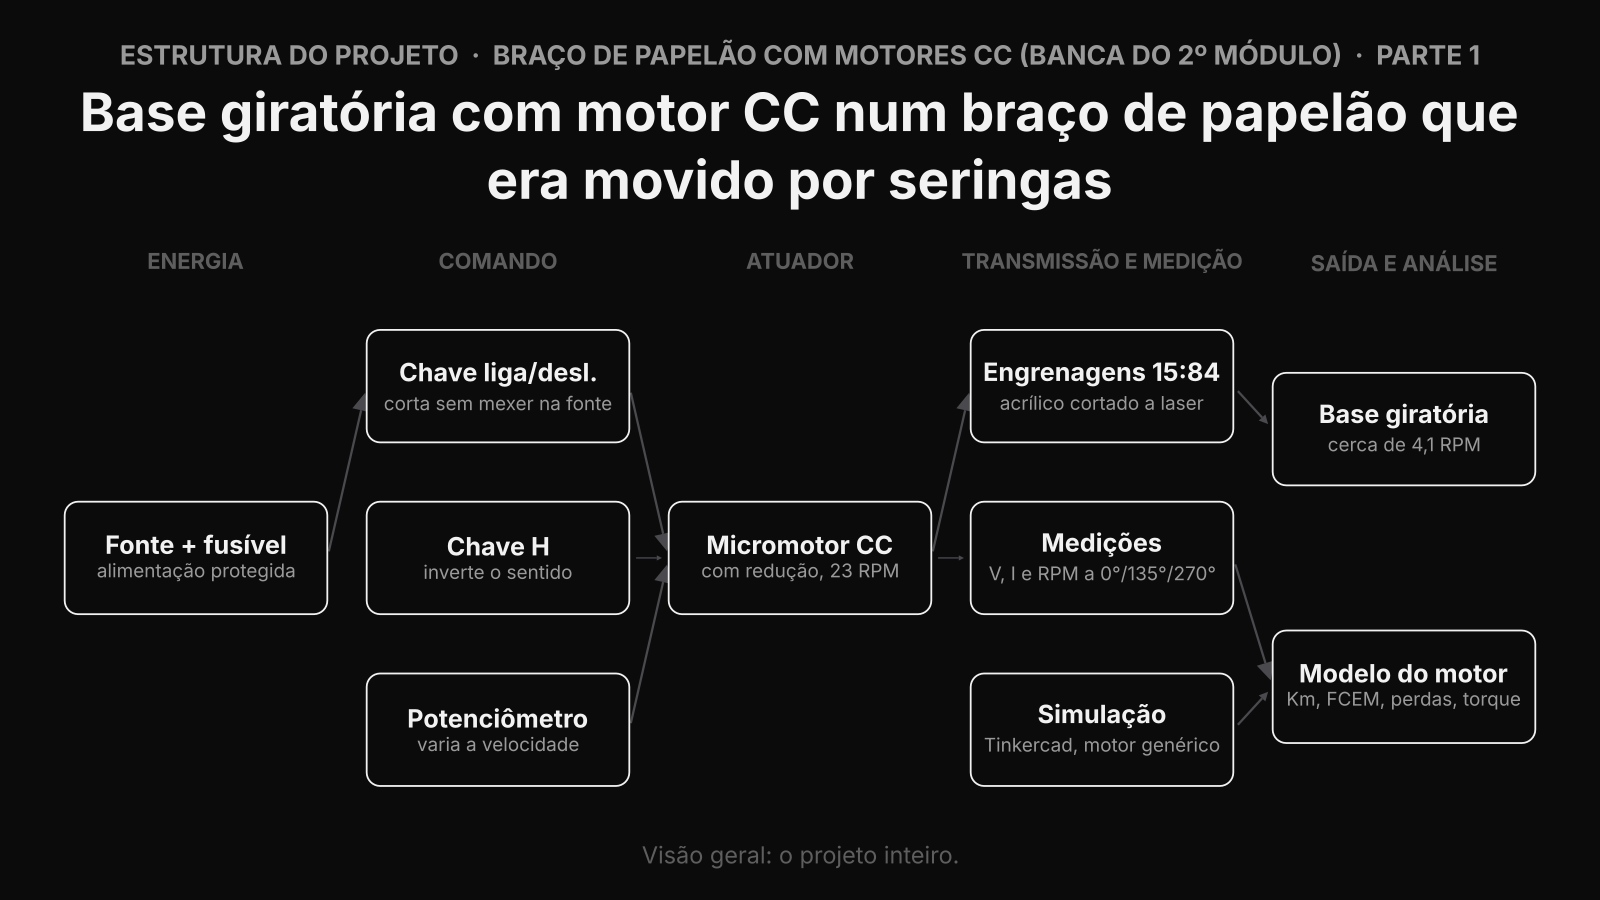 ESTRUTURA DO PROJETO · BRAÇO DE PAPELÃO COM MOTORES CC (BANCA DO 2º MÓDULO) · PARTE 1
Base giratória com motor CC num braço de papelão que
era movido por seringas
ENERGIA
COMANDO
ATUADOR
TRANSMISSÃO E MEDIÇÃO
SAÍDA E ANÁLISE
Fonte + fusível
alimentação protegida
Chave liga/desl.
corta sem mexer na fonte
Chave H
inverte o sentido
Potenciômetro
varia a velocidade
Micromotor CC
com redução, 23 RPM
Engrenagens 15:84
acrílico cortado a laser
Medições
V, I e RPM a 0°/135°/270°
Simulação
Tinkercad, motor genérico
Base giratória
cerca de 4,1 RPM
Modelo do motor
Km, FCEM, perdas, torque
Visão geral: o projeto inteiro.